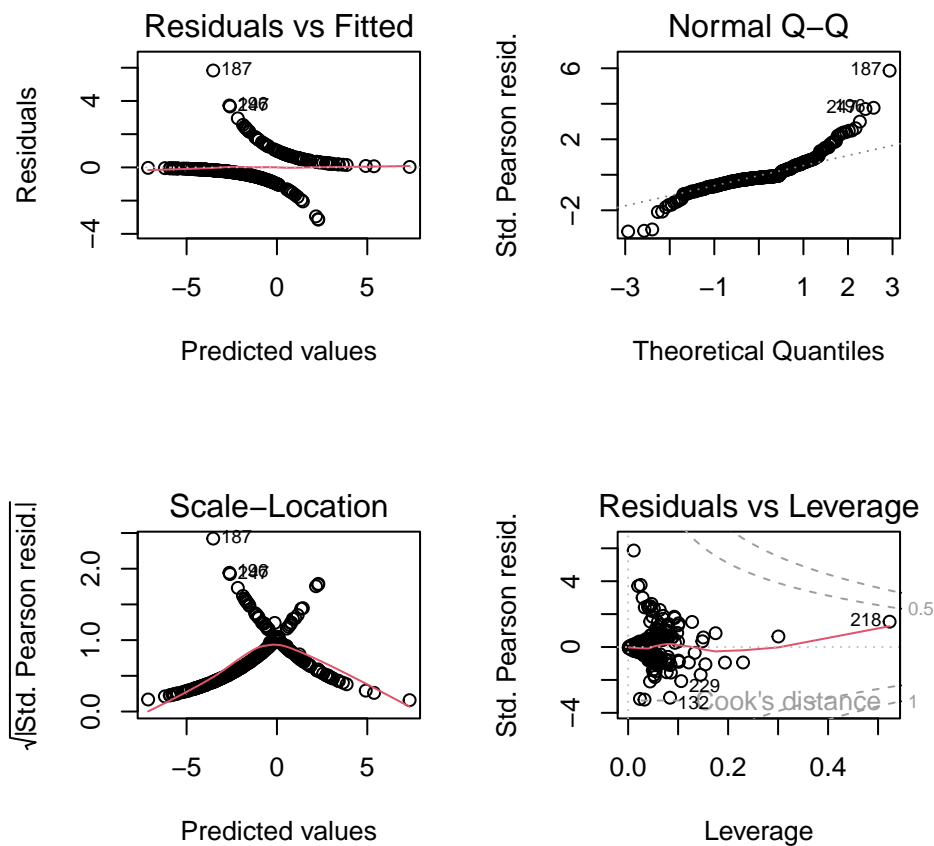 Residuals vs Fitted
Residuals
4
0
−4
187
247
−5 0 5
Predicted values
Normal Q−Q
Std. Pearson resid.
6
2
−2
187
247
−3 −1 1 2 3
Theoretical Quantiles
Scale−Location
√|Std. Pearson resid.|
2.0
1.0
0.0
187
247
−5 0 5
Predicted values
Residuals vs Leverage
Std. Pearson resid.
4
0
−4
0.5
218
229
132
Cook's distance
1
0.0 0.2 0.4
Leverage